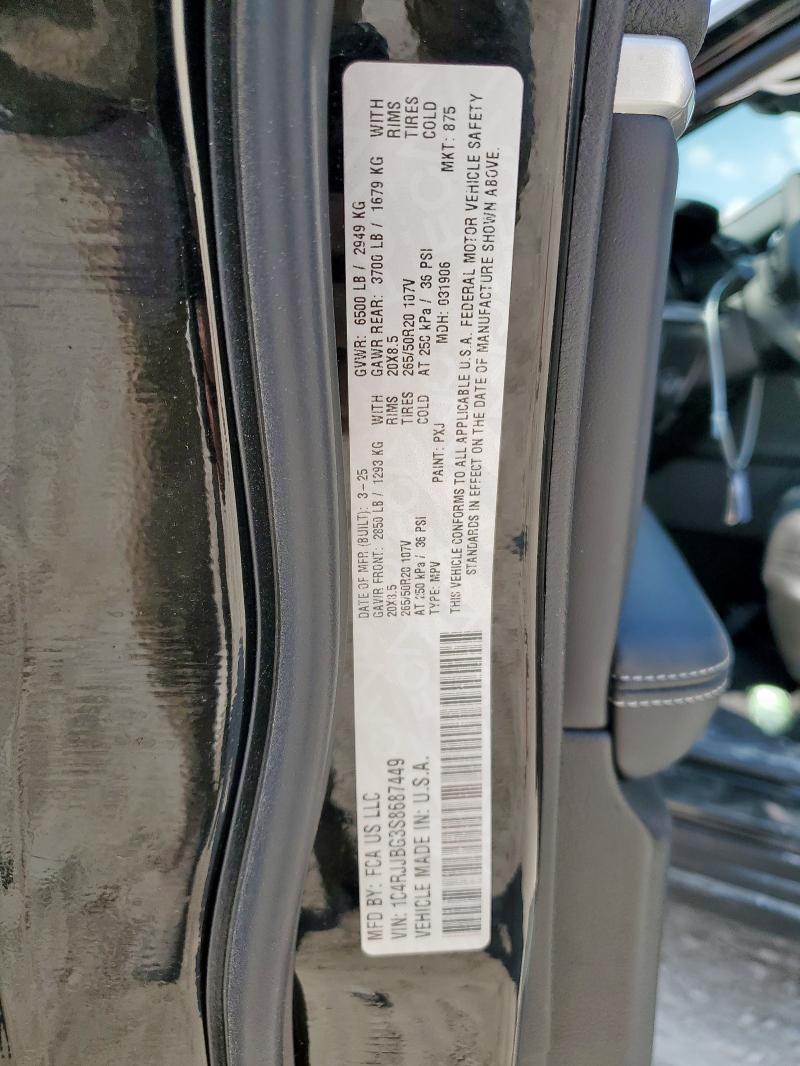 MFD BY: FCA US LLC
VIN: 1C4RJJBG3S8687449
VEHICLE MADE IN: U.S.A.
DATE OF MFR (BUILT): 3-25
GAWR FRONT: 2850 LB / 1293 KG WITH
20X8.5 RIMS
265/50R20 107V TIRES
AT 250 kPa / 36 PSI COLD
TYPE: MPV PAINT: PXJ
GVWR: 6500 LB / 2949 KG
GAWR REAR: 3700 LB / 1679 KG WITH
20X8.5 RIMS
265/50R20 107V TIRES
AT 250 kPa / 36 PSI COLD
MDH: 031906 MKT: 875
THIS VEHICLE CONFORMS TO ALL APPLICABLE U.S.A. FEDERAL MOTOR VEHICLE SAFETY
STANDARDS IN EFFECT ON THE DATE OF MANUFACTURE SHOWN ABOVE.